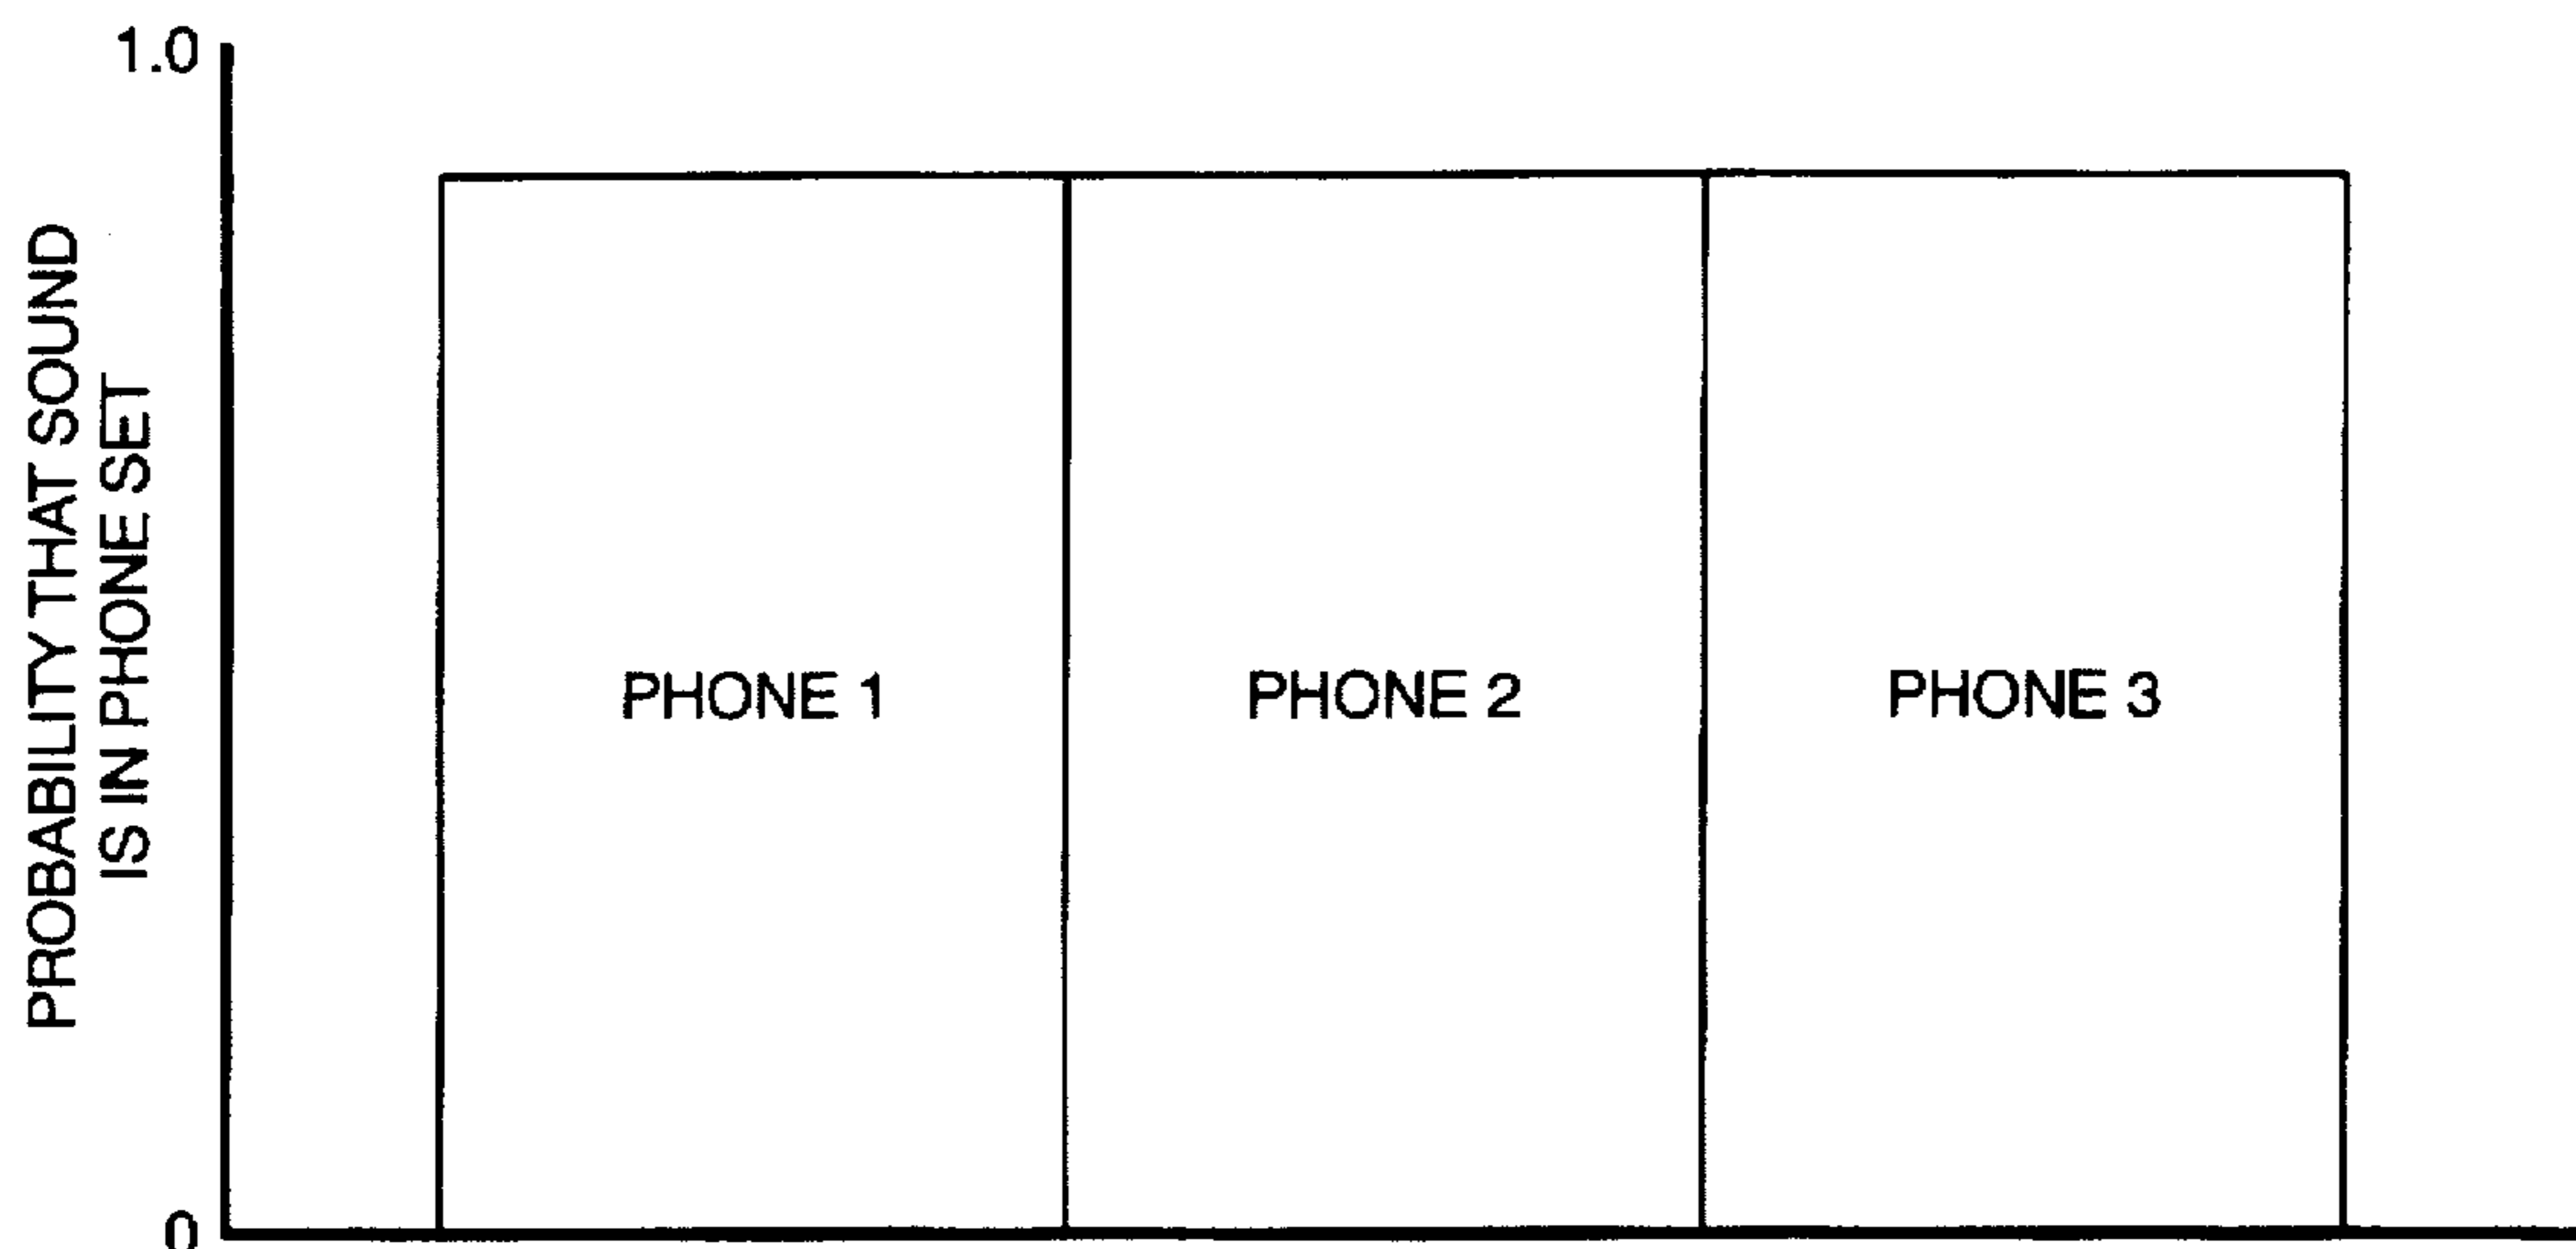 1.0
PROBABILITY THAT SOUND
IS IN PHONE SET
PHONE 1
PHONE 2
PHONE 3
0